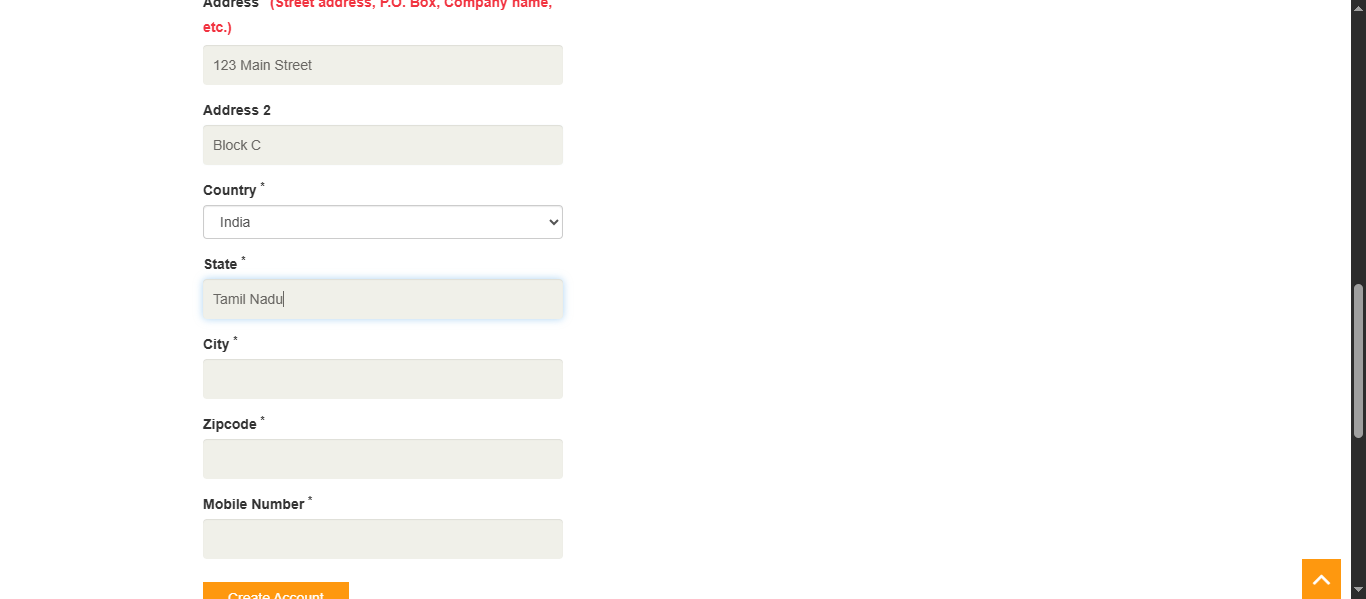 Address * (Street address, P.O. Box, Company name,
etc.)
123 Main Street
Address 2
Block C
Country *
India
State *
Tamil Nadu
City *
Zipcode *
Mobile Number *
Create Account